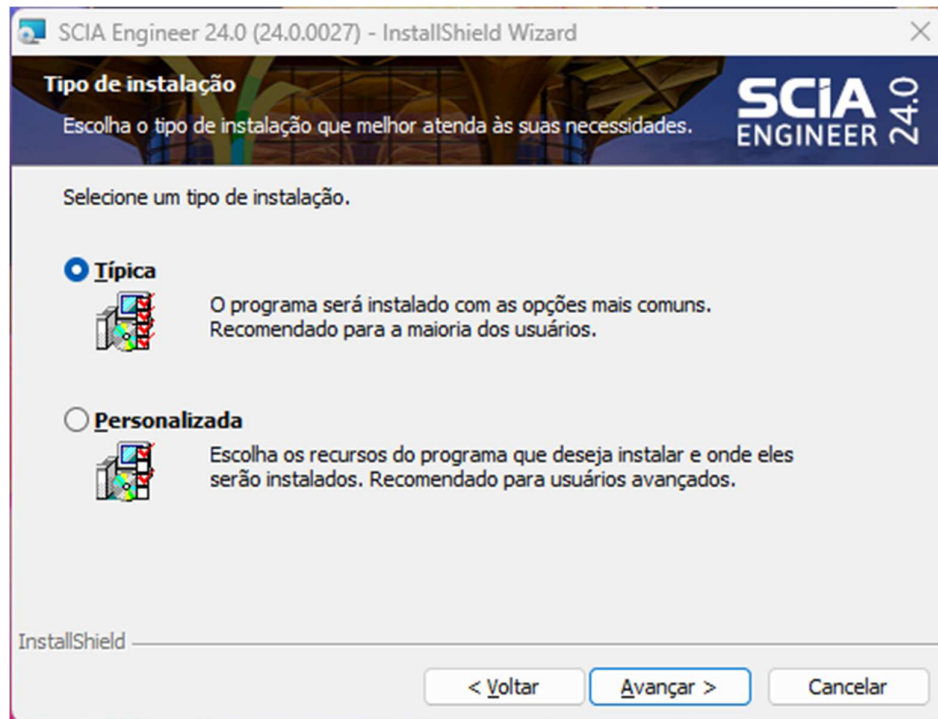 SCIA Engineer 24.0 (24.0.0027) - InstallShield Wizard
Tipo de instalação
Escolha o tipo de instalação que melhor atenda às suas necessidades.
SCIA
ENGINEER
24.0
Selecione um tipo de instalação.
Típica
O programa será instalado com as opções mais comuns.
Recomendado para a maioria dos usuários.
Personalizada
Escolha os recursos do programa que deseja instalar e onde eles
serão instalados. Recomendado para usuários avançados.
InstallShield
< Voltar
Avançar >
Cancelar